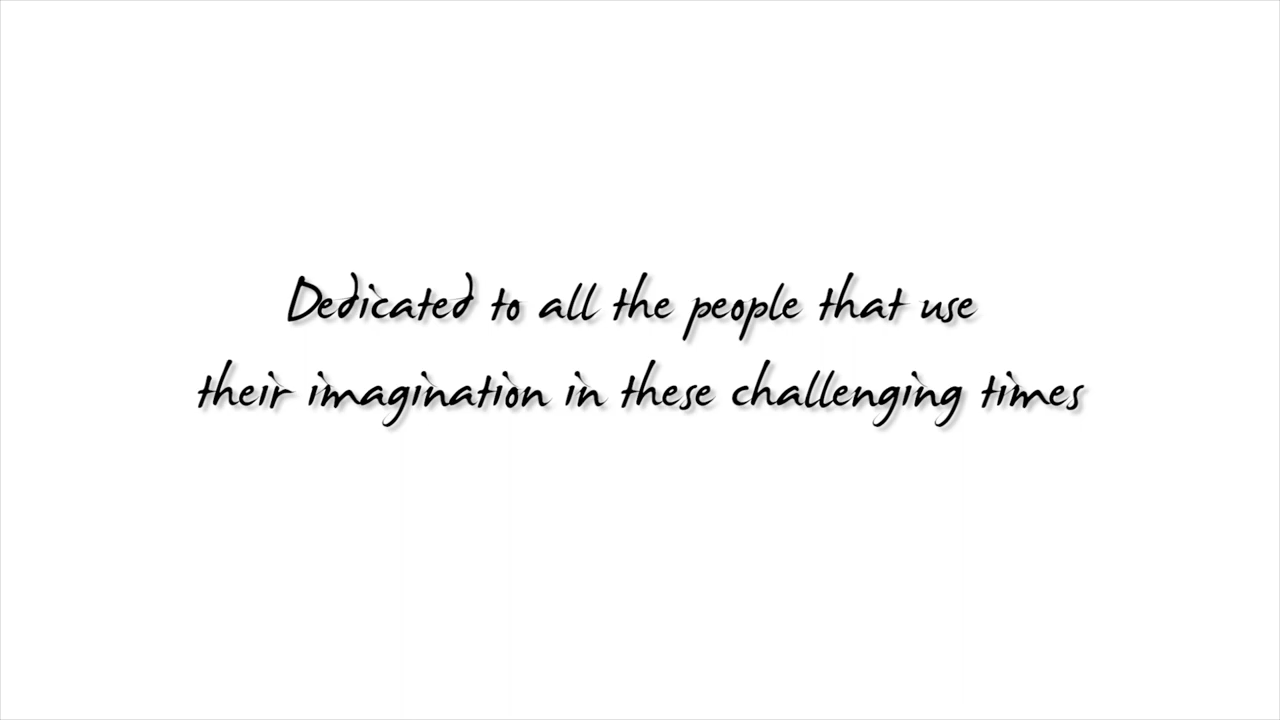 Dedicated to all the people that use
their imagination in these challenging times